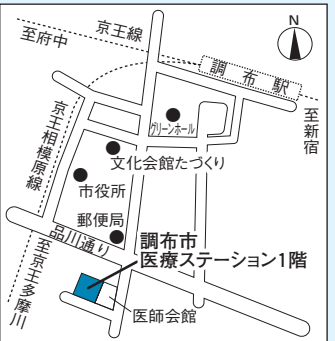 N
京王線
至府中
調布駅
至新宿
グリーンホール
京王相模原線
文化会館たづくり
市役所
郵便局
品川通り
調布市
医療ステーション1階
至京王多摩川
医師会館